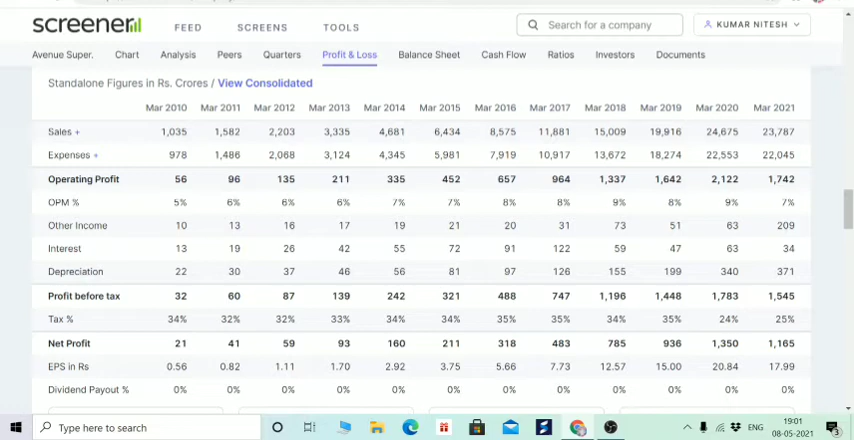 screener
FEED SCREENS TOOLS
Search for a company
KUMAR NITESH
Avenue Super. Chart Analysis Peers Quarters Profit & Loss Balance Sheet Cash Flow Ratios Investors Documents
Standalone Figures in Rs. Crores / View Consolidated
Mar 2010 Mar 2011 Mar 2012 Mar 2013 Mar 2014 Mar 2015 Mar 2016 Mar 2017 Mar 2018 Mar 2019 Mar 2020 Mar 2021
Sales + 1,035 1,582 2,203 3,335 4,681 6,434 8,575 11,881 15,009 19,916 24,675 23,787
Expenses + 978 1,486 2,068 3,124 4,345 5,981 7,919 10,917 13,672 18,274 22,553 22,045
Operating Profit 56 96 135 211 335 452 657 964 1,337 1,642 2,122 1,742
OPM % 5% 6% 6% 6% 7% 7% 8% 8% 9% 8% 9% 7%
Other Income 10 13 16 17 19 21 20 31 73 51 63 209
Interest 13 19 26 42 55 72 91 122 59 47 63 34
Depreciation 22 30 37 46 56 81 97 126 155 199 340 371
Profit before tax 32 60 87 139 242 321 488 747 1,196 1,448 1,783 1,545
Tax % 34% 32% 32% 33% 34% 34% 35% 35% 34% 35% 24% 25%
Net Profit 21 41 59 93 160 211 318 483 785 936 1,350 1,165
EPS in Rs 0.56 0.82 1.11 1.70 2.92 3.75 5.66 7.73 12.57 15.00 20.84 17.99
Dividend Payout % 0% 0% 0% 0% 0% 0% 0% 0% 0% 0% 0% 0%
Type here to search
ENG
19:01
08-05-2021
3